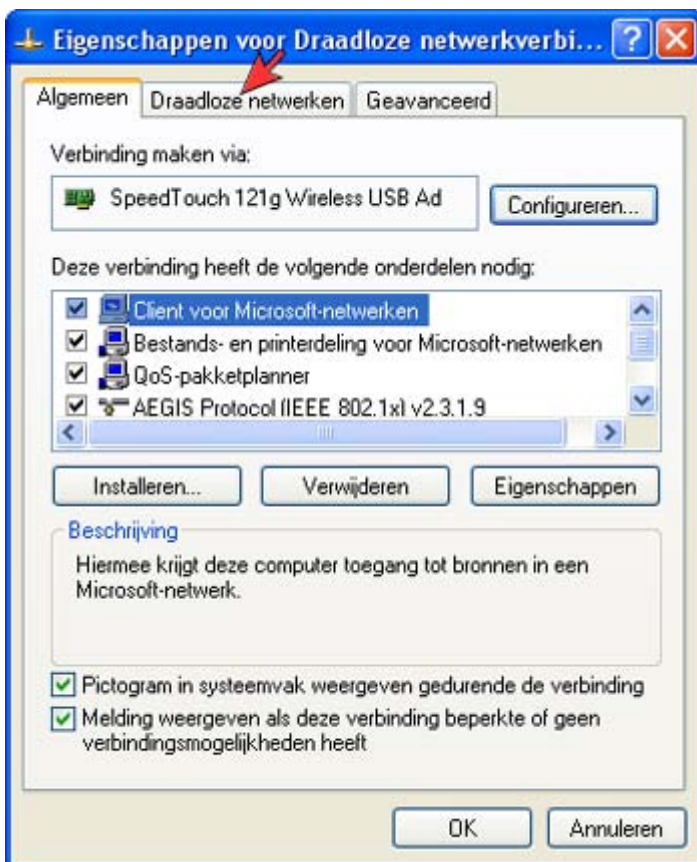 Eigenschappen voor Draadloze netwerkverbi...
Algemeen Draadloze netwerken Geavanceerd
Verbinding maken via:
SpeedTouch 121g Wireless USB Ad Configureren...
Deze verbinding heeft de volgende onderdelen nodig:
Client voor Microsoft-netwerken
Bestands- en printerdeling voor Microsoft-netwerken
QoS-pakketplanner
AEGIS Protocol (IEEE 802.1x) v2.3.1.9
Installeren... Verwijderen Eigenschappen
Beschrijving
Hiermee krijgt deze computer toegang tot bronnen in een
Microsoft-netwerk.
Pictogram in systeemvak weergeven gedurende de verbinding
Melding weergeven als deze verbinding beperkte of geen
verbindingsmogelijkheden heeft
OK Annuleren